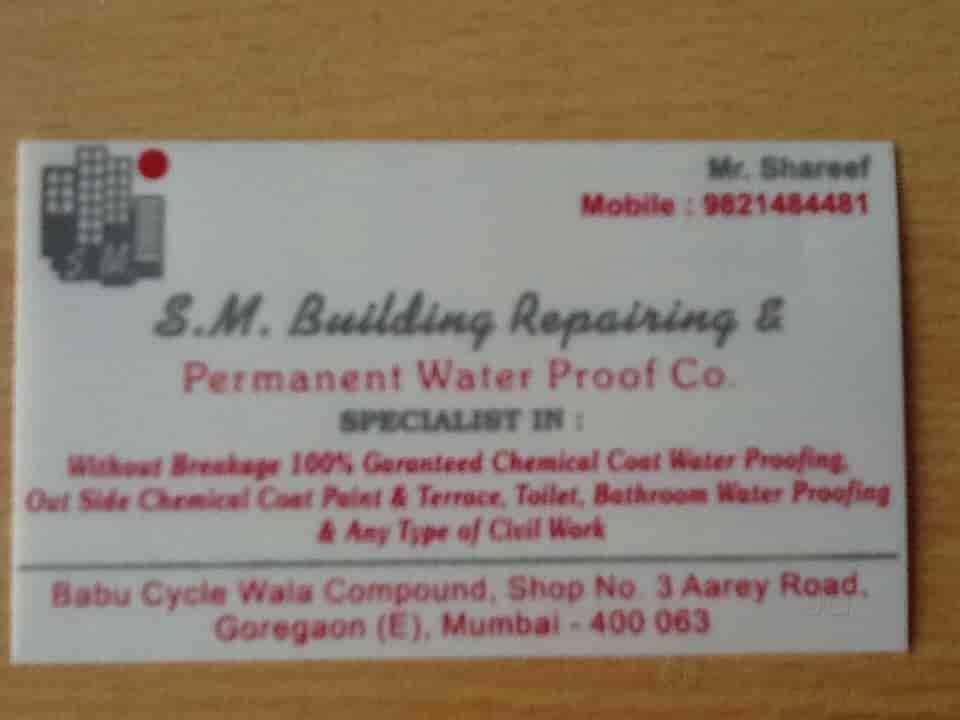 Mr. Shareef
Mobile : 9821484481
S M
S.M. Building Repairing &
Permanent Water Proof Co.
SPECIALIST IN :
Without Breakage 100% Garanteed Chemical Coat Water Proofing,
Out Side Chemical Coat Paint & Terrace, Toilet, Bathroom Water Proofing
& Any Type of Civil Work
Babu Cycle Wala Compound, Shop No. 3 Aarey Road,
Goregaon (E), Mumbai - 400 063